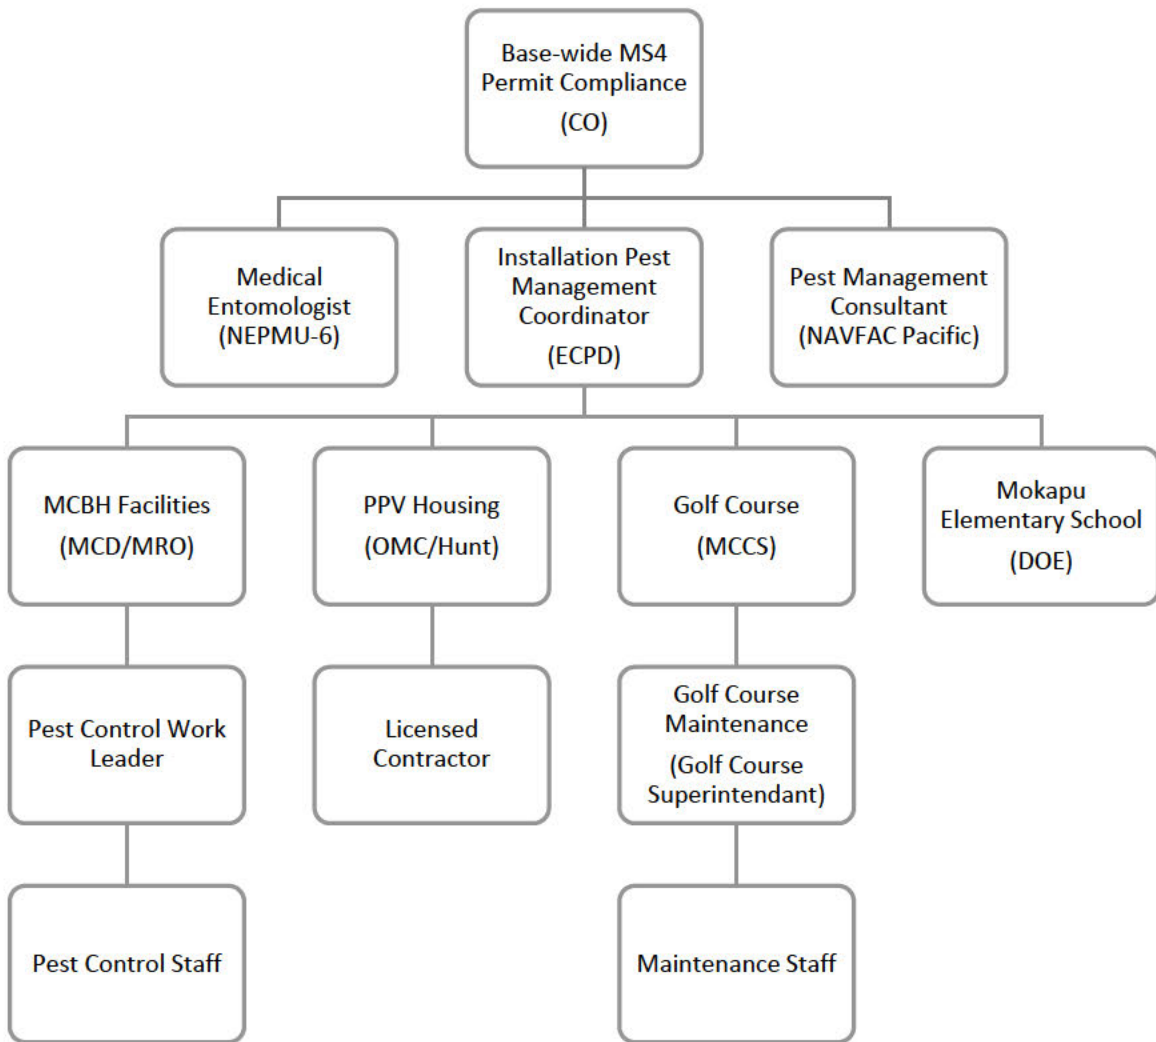 Base-wide MS4
Permit Compliance
(CO)
Medical
Entomologist
(NEPMU-6)
Installation Pest
Management
Coordinator
(ECPD)
Pest Management
Consultant
(NAVFAC Pacific)
MCBH Facilities
(MCD/MRO)
PPV Housing
(OMC/Hunt)
Golf Course
(MCCS)
Mokapu
Elementary School
(DOE)
Pest Control Work
Leader
Licensed
Contractor
Golf Course
Maintenance
(Golf Course
Superintendant)
Pest Control Staff
Maintenance Staff